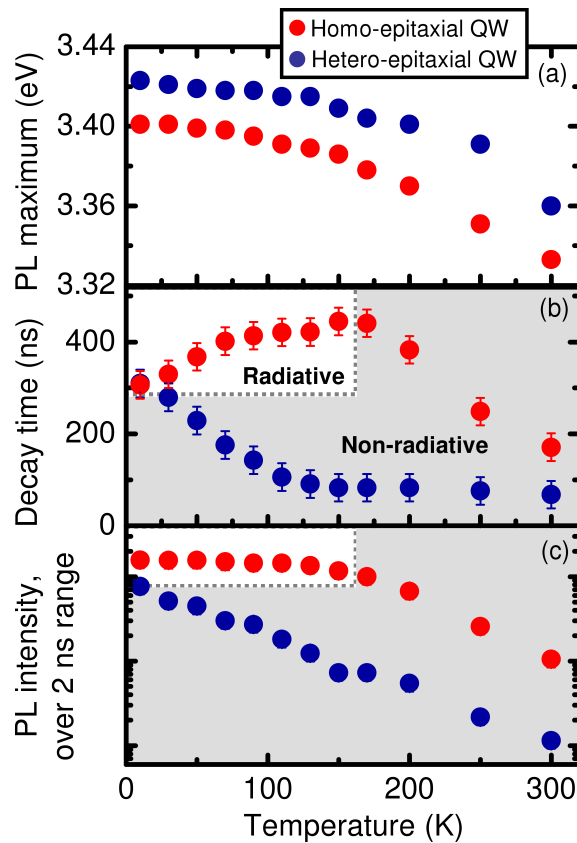 Homo-epitaxial QW
Hetero-epitaxial QW
(a)
PL maximum (eV)
3.44
3.40
3.36
3.32
(b)
Decay time (ns)
400
200
0
Radiative
Non-radiative
(c)
PL intensity,
over 2 ns range
0 100 200 300
Temperature (K)